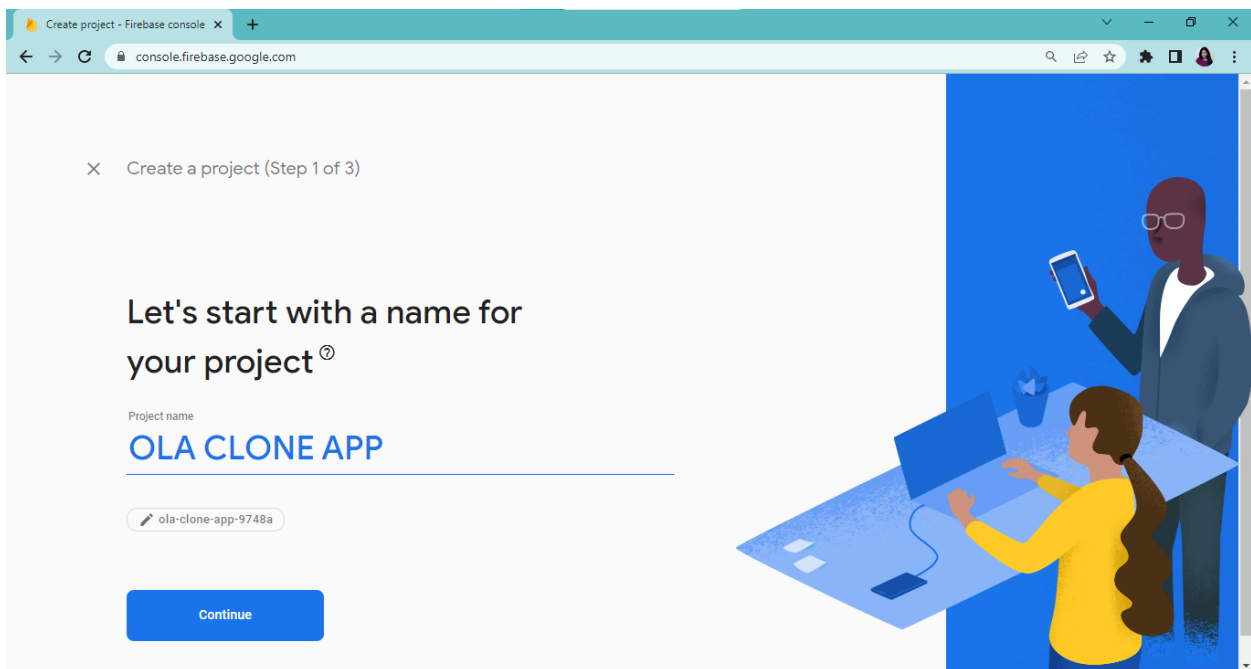 Create project - Firebase console
console.firebase.google.com
Create a project (Step 1 of 3)
Let's start with a name for
your project
Project name
OLA CLONE APP
ola-clone-app-9748a
Continue